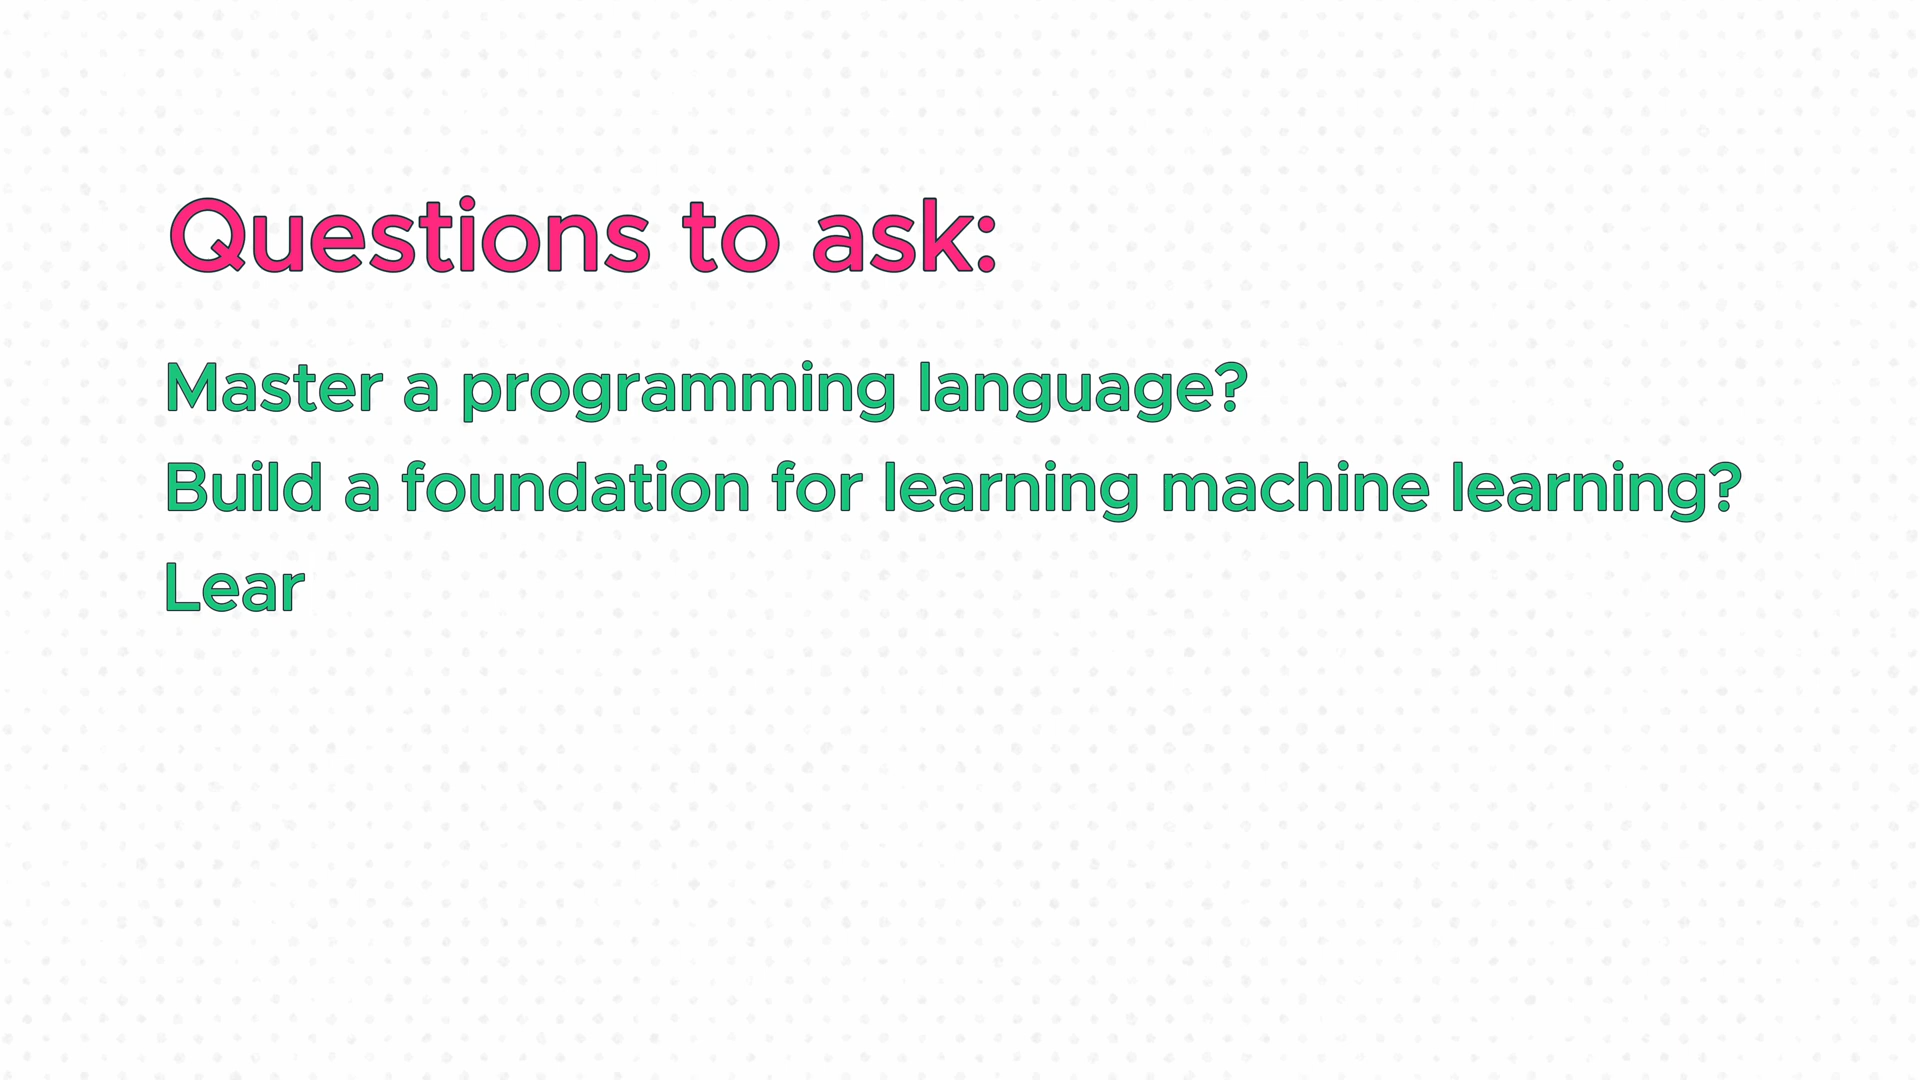 Questions to ask:
Master a programming language?
Build a foundation for learning machine learning?
Lear